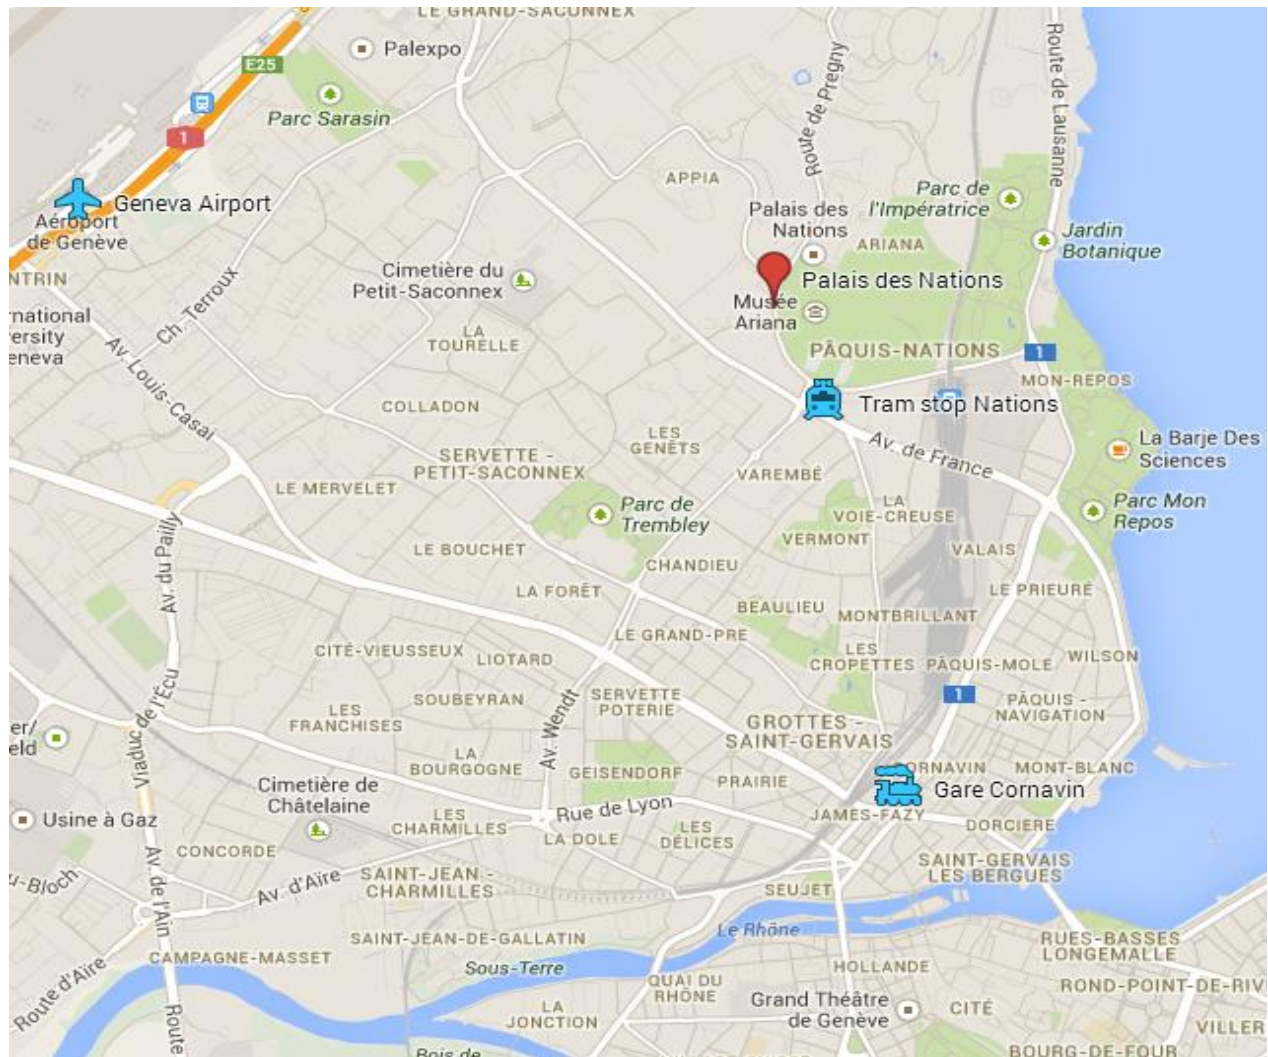 LE GRAND-SACONNEX
Palexpo
E25
Parc Sarasin
1
Route de Pregny
Route de Lausanne
APPIA
Parc de
l'Impératrice
Geneva Airport
Aéroport
de Genève
Palais des
Nations
ARIANA
Jardin
Botanique
NTRIN
Cimetière du
Petit-Saconnex
Palais des Nations
Musée
Ariana
Ch. Terroux
rnational
ersity
eneva
LA
TOURELLE
PÂQUIS-NATIONS
1
MON-REPOS
Av. Louis-Casaï
COLLADON
Tram stop Nations
LES
GENÊTS
Av. de France
La Barje Des
Sciences
SERVETTE -
PETIT-SACONNEX
VAREMBÉ
LE MERVELET
Parc de
Trembley
LA
VOIE-CREUSE
Parc Mon
Repos
VERMONT
Av. du Pailly
LE BOUCHET
VALAIS
CHANDIEU
LA FORÊT
LE PRIEURÉ
BEAULIEU
MONTBRILLANT
LE GRAND-PRE
CITÉ-VIEUSSEUX
LIOTARD
LES
CROPETTES
PÂQUIS-MOLE
WILSON
Viaduc de l'Écu
SOUBEYRAN
SERVETTE
POTERIE
1
PÂQUIS -
NAVIGATION
LES
FRANCHISES
Av. Wendt
GROTTES -
SAINT-GERVAIS
er/
eld
LA
BOURGOGNE
GEISENDORF
PRAIRIE
ORNAVIN
MONT-BLANC
Cimetière de
Châtelaine
Gare Cornavin
Usine à Gaz
LES
CHARMILLES
Rue de Lyon
JAMES-FAZY
DORCIERE
LA DOLE
LES
DÉLICES
CONCORDE
Av. de l'Ain
SAINT-JEAN -
CHARMILLES
Av. d'Aïre
SAINT-GERVAIS
LES BERGUES
u-Bloch
SEUJET
Le Rhône
SAINT-JEAN-DE-GALLATIN
RUES-BASSES
LONGEMALLE
CAMPAGNE-MASSET
Sous-Terre
HOLLANDE
Route d'Aïre
QUAI DU
RHÔNE
ROND-POINT-DE-RIV
Grand Théâtre
de Genève
CITÉ
LA
JONCTION
Route
VILLER
Bois de
BOURG-DE-FOUR